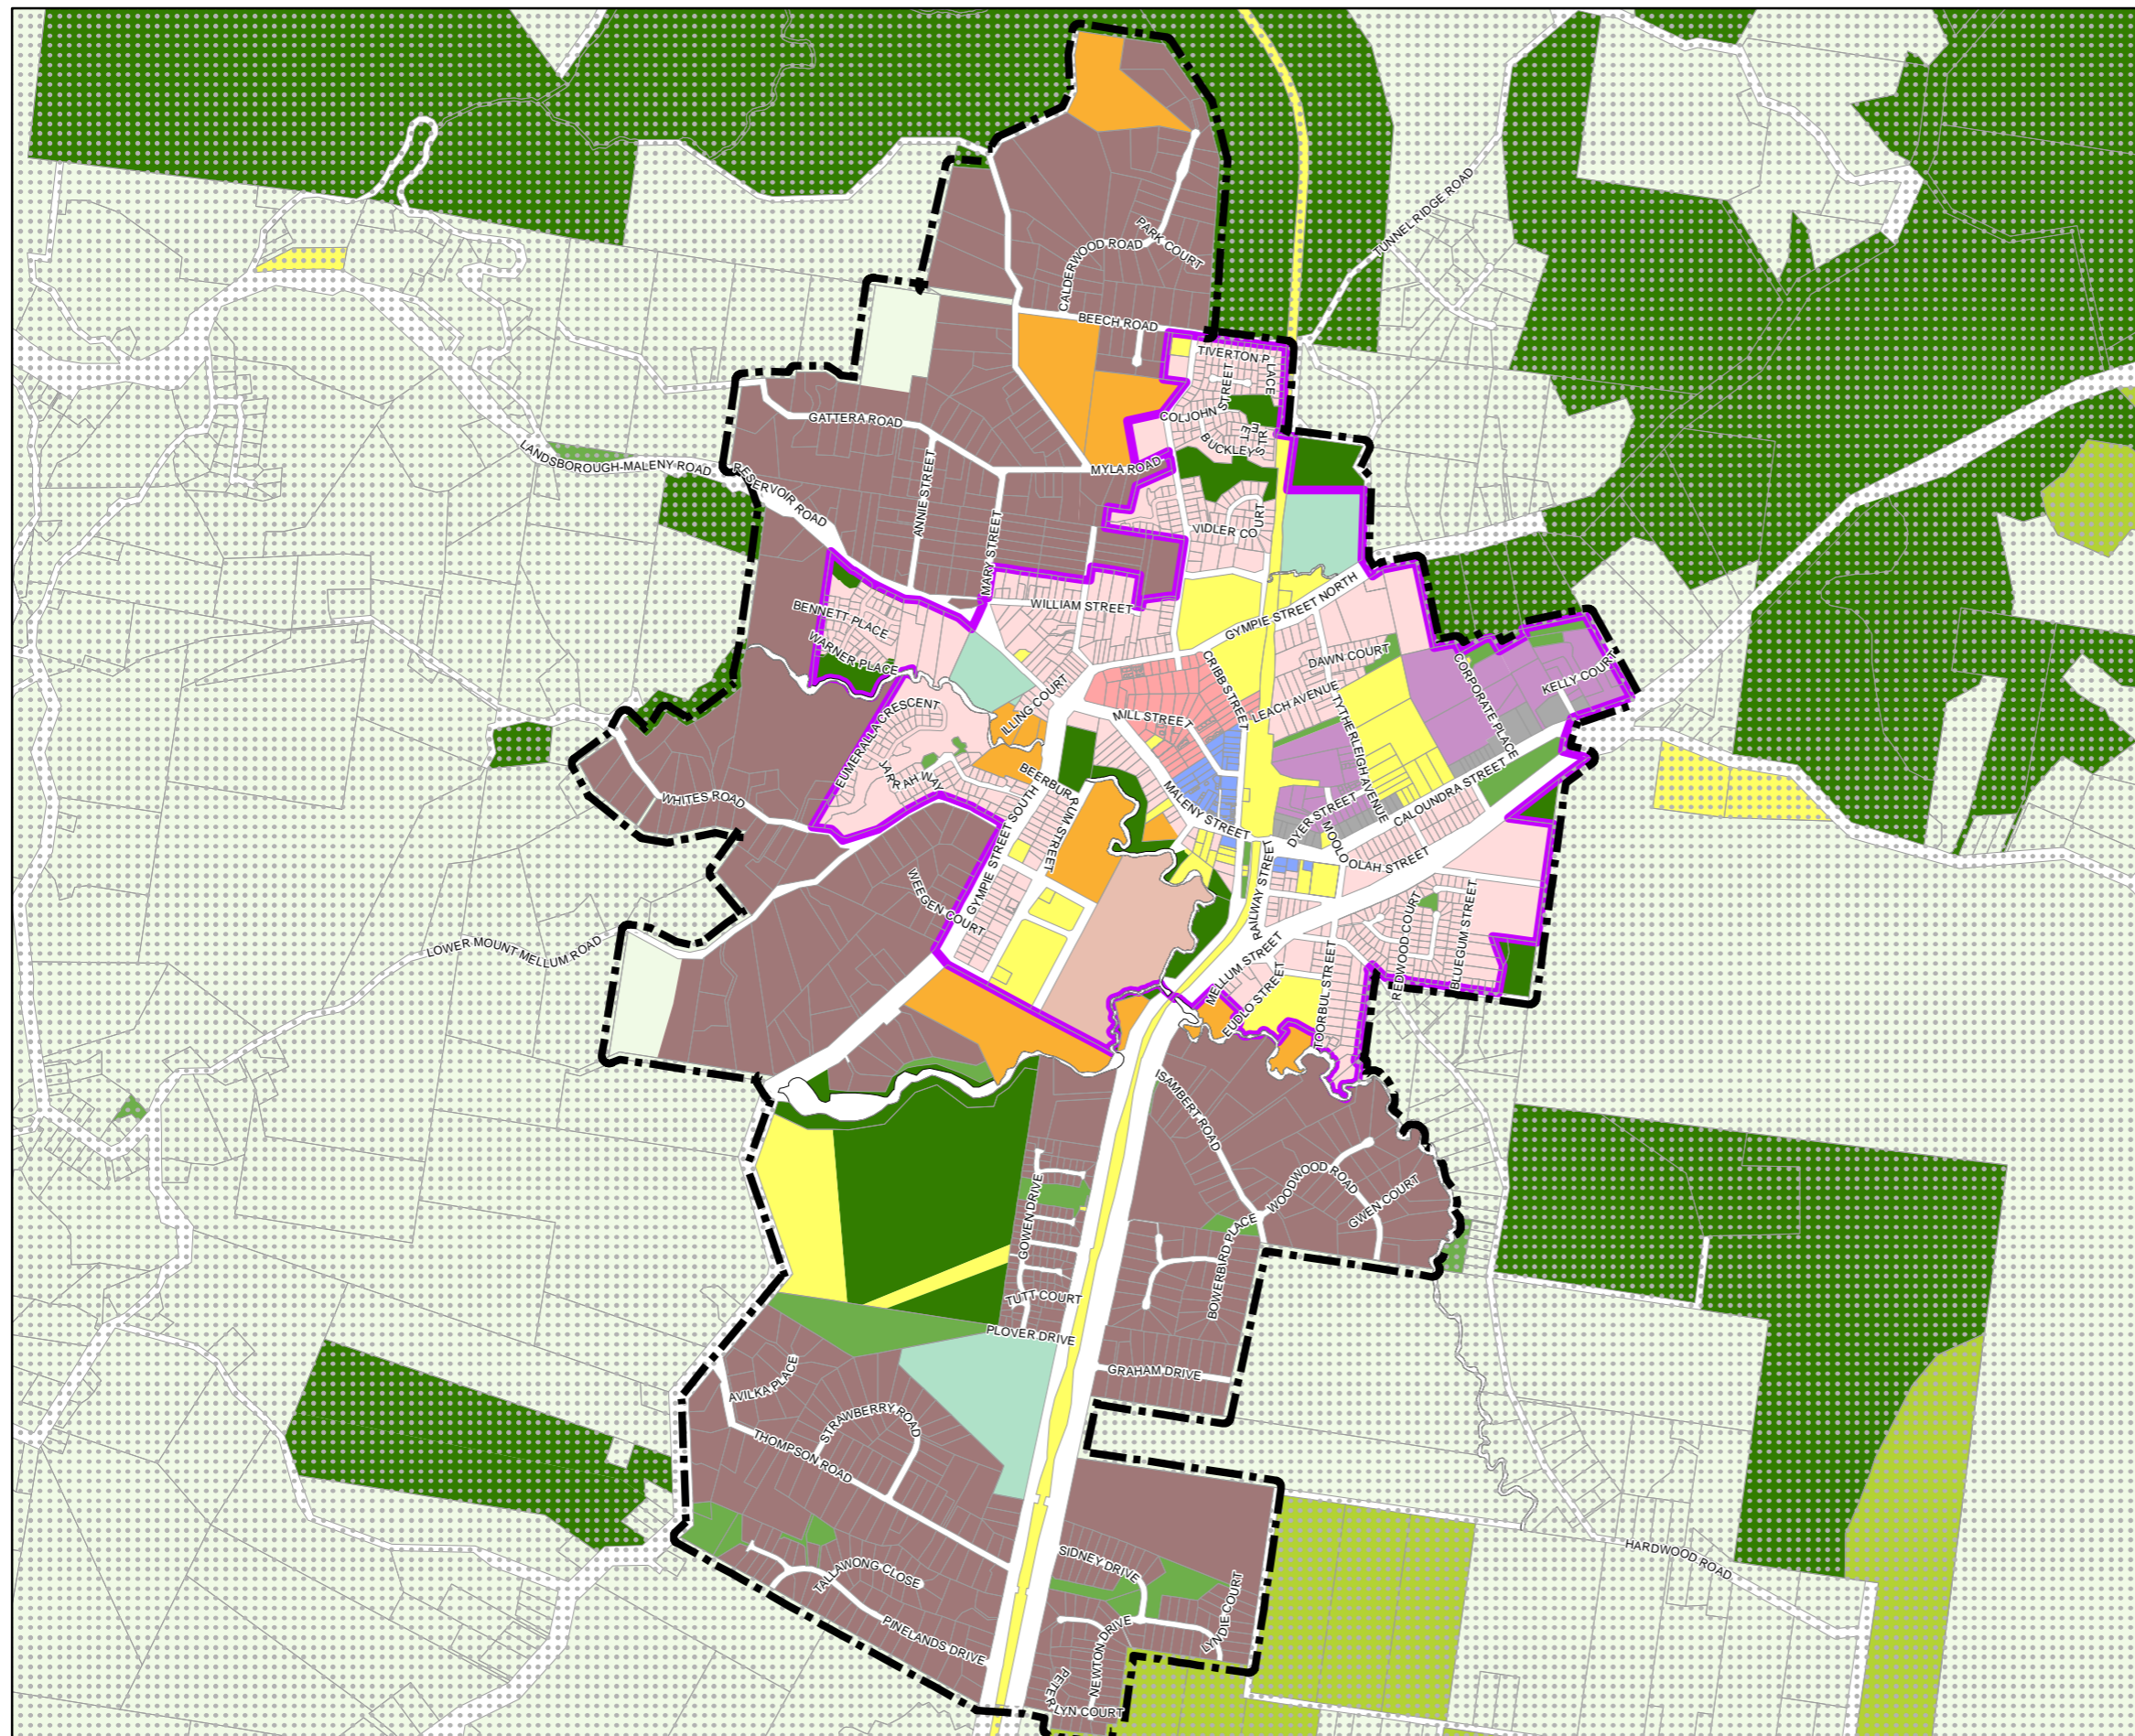 TUNNEL RIDGE ROAD
PARK COURT
CALDERWOOD ROAD
BEECH ROAD
TIVERTON PLACE
STREET
COLJOHN
GATTERA ROAD
BUCKLEY STREET
LANDSBOROUGH-MALENY ROAD
MYLA ROAD
RESERVOIR ROAD
ANNIE STREET
VIDLER COURT
MARY STREET
WILLIAM STREET
BENNETT PLACE
GYMPIE STREET NORTH
WARNER PLACE
DAWN COURT
CORPORATE PLACE
KELLY COURT
CRIBB STREET
ILLING COURT
LEACH AVENUE
EUMERALLA CRESCENT
MILL STREET
TYTHERLEIGH AVENUE
JARRAH WAY
BEERBURRUM STREET
WHITES ROAD
MALENY STREET
DYER STREET
CALOUNDRA STREET
GYMPIE STREET SOUTH
MOOLOOLAH STREET
WEEGEN COURT
RAILWAY STREET
REDWOOD COURT
BLUEGUM STREET
LOWER MOUNT MELLUM ROAD
MELLUM STREET
EUDLO STREET
TOORBUL STREET
ISAMBERT ROAD
WOODWOOD ROAD
GWEN COURT
GOWEN DRIVE
BOWERBIRD PLACE
TUTT COURT
PLOVER DRIVE
GRAHAM DRIVE
AVILKA PLACE
STRAWBERRY ROAD
THOMPSON ROAD
SIDNEY DRIVE
HARDWOOD ROAD
TALLAWONG CLOSE
LYNDIE COURT
PINELANDS DRIVE
NEWTON DRIVE
PETER LYN COURT